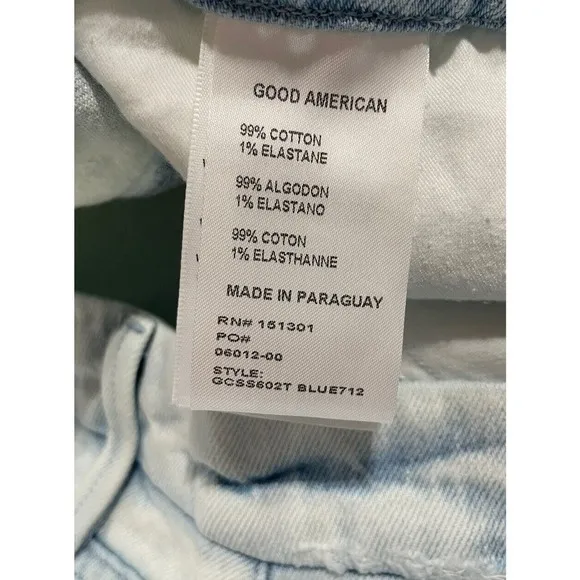 GOOD AMERICAN
99% COTTON
1% ELASTANE
99% ALGODON
1% ELASTANO
99% COTON
1% ELASTHANNE
MADE IN PARAGUAY
RN# 151301
PO#
06012-00
STYLE:
GCSS602T BLUE712